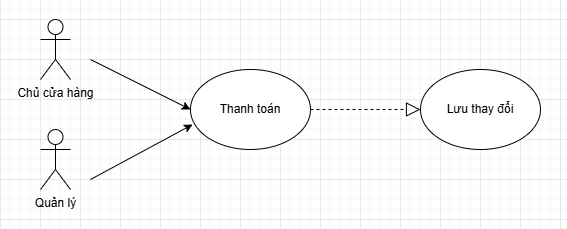 Chủ cửa hàng
Thanh toán
Lưu thay đổi
Quản lý